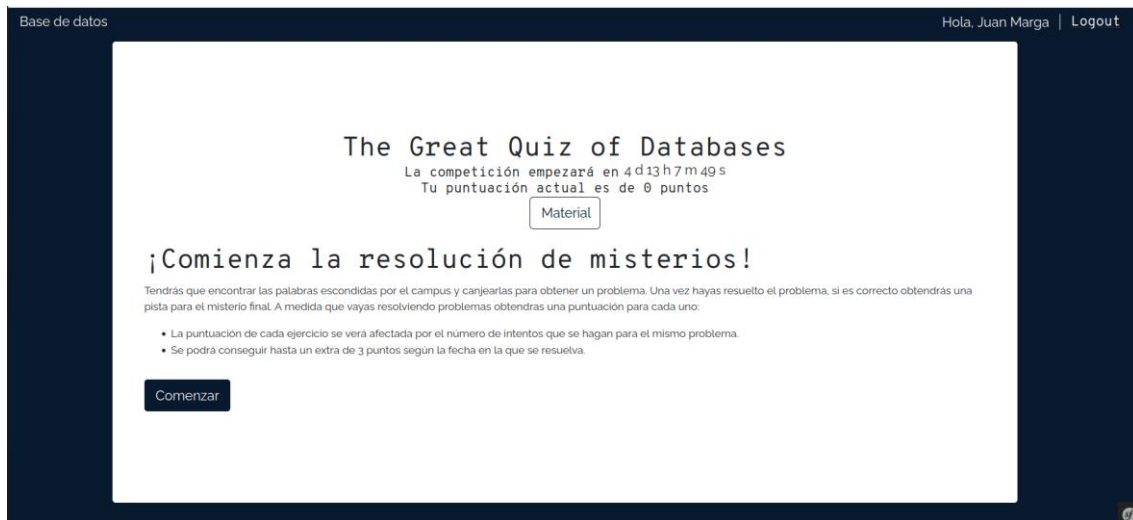 Base de datos
Hola, Juan Marga | Logout
The Great Quiz of Databases
La competición empezará en 4 d 13 h 7 m 49 s
Tu puntuación actual es de 0 puntos
Material
¡Comienza la resolución de misterios!
Tendrás que encontrar las palabras escondidas por el campus y canjearlas para obtener un problema. Una vez hayas resuelto el problema, si es correcto obtendrás una
pista para el misterio final. A medida que vayas resolviendo problemas obtendras una puntuación para cada uno:
• La puntuación de cada ejercicio se verá afectada por el número de intentos que se hagan para el mismo problema.
• Se podrá conseguir hasta un extra de 3 puntos según la fecha en la que se resuelva.
Comenzar